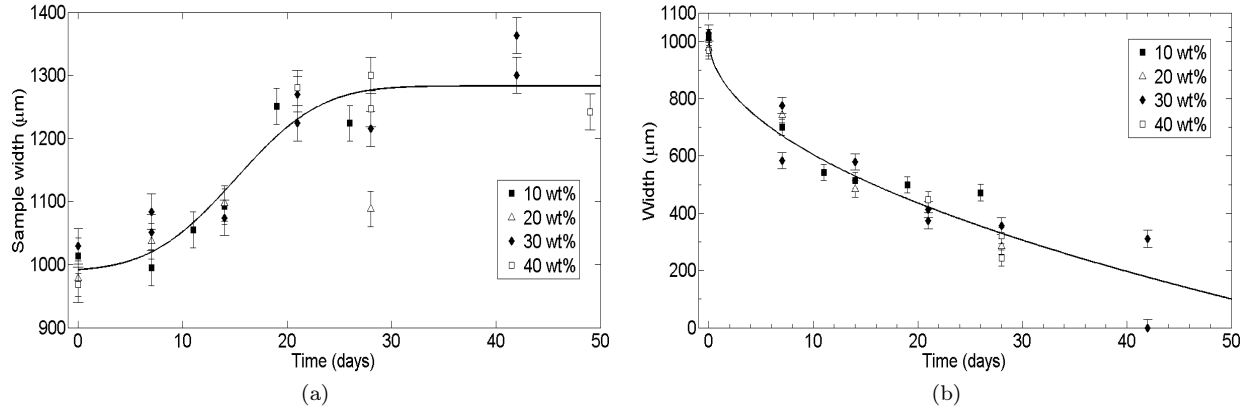 1400
1300
1200
1100
1000
900
Sample width (μm)
10 wt%
20 wt%
30 wt%
40 wt%
0 10 20 30 40 50
Time (days)
(a)
1100
1000
800
600
400
200
0
Width (μm)
10 wt%
20 wt%
30 wt%
40 wt%
0 10 20 30 40 50
Time (days)
(b)